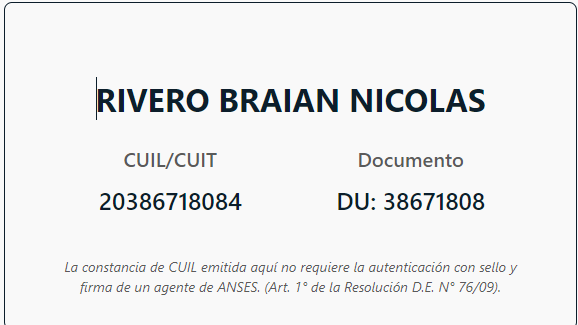 RIVERO BRAIAN NICOLAS
CUIL/CUIT
Documento
20386718084
DU: 38671808
La constancia de CUIL emitida aquí no requiere la autenticación con sello y
firma de un agente de ANSES. (Art. 1° de la Resolución D.E. N° 76/09).